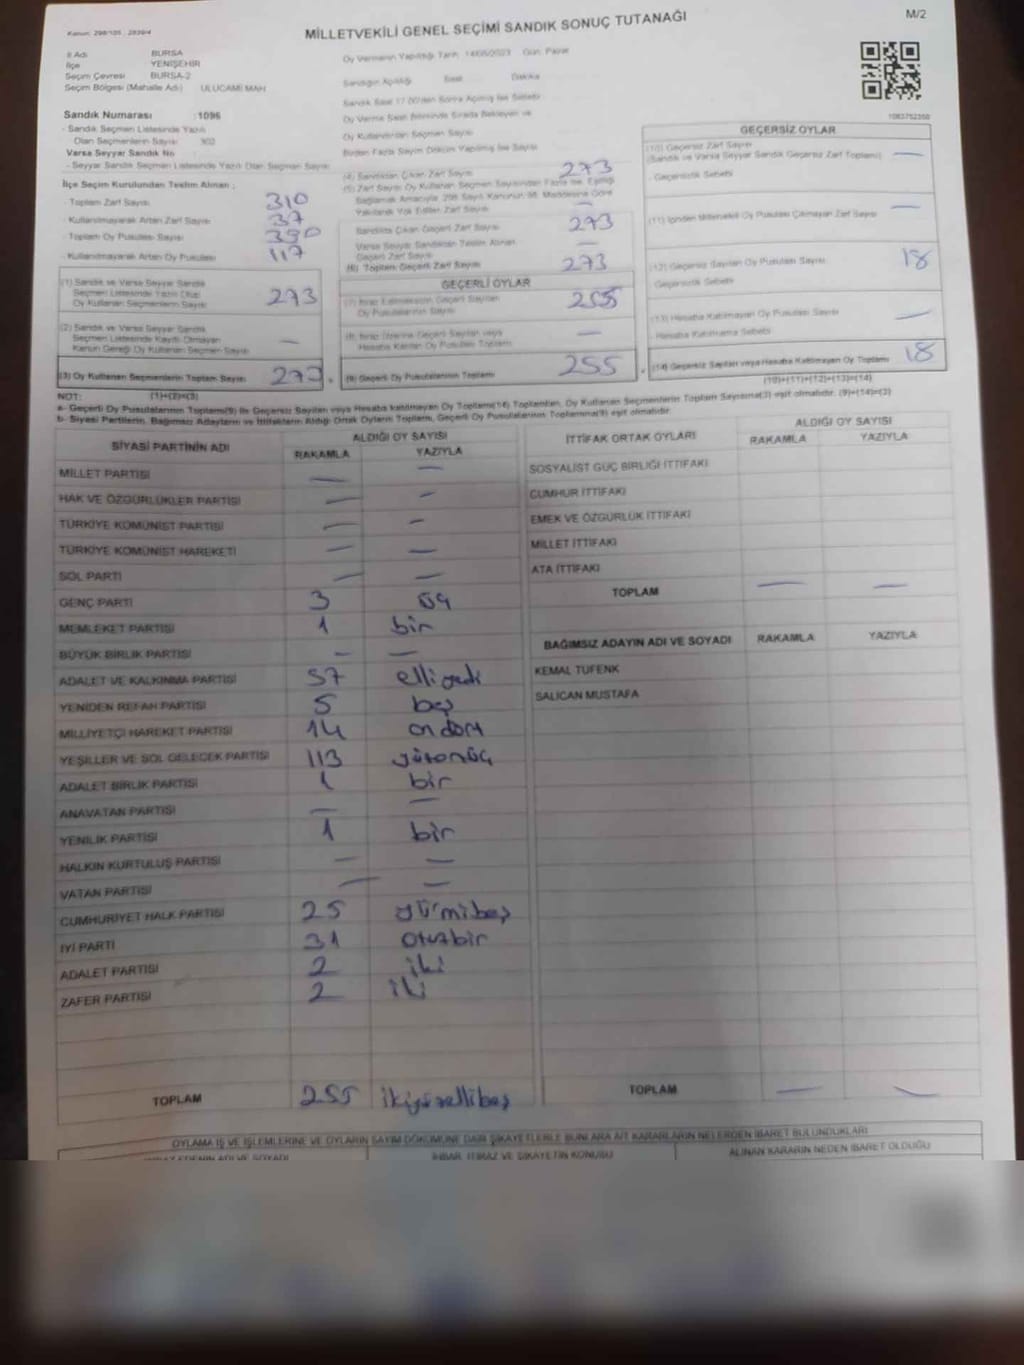 Kanun: 298/105 , 2839/4
MİLLETVEKİLİ GENEL SEÇİMİ SANDIK SONUÇ TUTANAĞI
M/2
İl Adı BURSA
İlçe YENİŞEHİR
Seçim Çevresi BURSA-2
Seçim Bölgesi (Mahalle Adı) ULUCAMİ MAH
Sandık Numarası : 1096
- Sandık Seçmen Listesinde Yazılı
Olan Seçmenlerin Sayısı 302
Varsa Seyyar Sandık No
- Seyyar Sandık Seçmen Listesinde Yazılı Olan Seçmen Sayısı
İlçe Seçim Kurulundan Teslim Alınan ;
- Toplam Zarf Sayısı 310
- Kullanılmayarak Artan Zarf Sayısı 37
- Toplam Oy Pusulası Sayısı 390
- Kullanılmayarak Artan Oy Pusulası 117
(1) Sandık ve Varsa Seyyar Sandık
Seçmen Listesinde Yazılı Olup
Oy Kullanan Seçmenlerin Sayısı 273
(2) Sandık ve Varsa Seyyar Sandık
Seçmen Listesinde Kayıtlı Olmayan
Kanun Gereği Oy Kullanan Seçmen Sayısı —
(3) Oy Kullanan Seçmenlerin Toplam Sayısı 273
(1)+(2)=(3)
Oy Vermenin Yapıldığı Tarih 14/05/2023 Gün: Pazar
Sandığın Açıldığı Saat Dakika
Sandık Saat 17.00'den Sonra Açılmış İse Sebebi
Oy Verme Saati Bitiminde Sırada Bekleyen ve
Oy Kullandırılan Seçmen Sayısı
Birden Fazla Sayım Döküm Yapılmış İse Sayısı
(4) Sandıktan Çıkan Zarf Sayısı 273
(5) Zarf Sayısı Oy Kullanan Seçmen Sayısından Fazla İse, Eşitliği
Sağlamak Amacıyla 298 Sayılı Kanunun 98. Maddesine Göre
Yakılarak Yok Edilen Zarf Sayısı —
Sandıkta Çıkan Geçerli Zarf Sayısı 273
Varsa Seyyar Sandıktan Teslim Alınan
Geçerli Zarf Sayısı —
(6) Toplam Geçerli Zarf Sayısı 273
GEÇERLİ OYLAR
(7) İtiraz Edilmeksizin Geçerli Sayılan
Oy Pusulası Sayısı 255
(8) İtiraz Üzerine Geçerli Sayılan veya
Hesaba Katılan Oy Pusulası Toplamı —
(9) Geçerli Oy Pusulalarının Toplamı 255
1083752358
GEÇERSİZ OYLAR
(10) Geçersiz Zarf Sayısı
(Sandık ve Varsa Seyyar Sandık Geçersiz Zarf Toplamı) —
- Geçersizlik Sebebi
(11) İçinden Milletvekili Oy Pusulası Çıkmayan Zarf Sayısı —
(12) Geçersiz Sayılan Oy Pusulası Sayısı 18
Geçersizlik Sebebi
(13) Hesaba Katılmayan Oy Pusulası Sayısı —
Hesaba Katılmama Sebebi
(14) Geçersiz Sayılan veya Hesaba Katılmayan Oy Toplamı 18
(10)+(11)+(12)+(13)=(14)
NOT:
a- Geçerli Oy Pusulalarının Toplamı(9) ile Geçersiz Sayılan veya Hesaba katılmayan Oy Toplamı(14) Toplamları, Oy Kullanan Seçmenlerin Toplam Sayısına(3) eşit olmalıdır. (9)+(14)=(3)
b- Siyasi Partilerin, Bağımsız Adayların ve İttifakların Aldığı Ortak Oyların Toplamı, Geçerli Oy Pusulalarının Toplamına(9) eşit olmalıdır.
SİYASİ PARTİNİN ADI ALDIĞI OY SAYISI
RAKAMLA YAZIYLA
MİLLET PARTİSİ — —
HAK VE ÖZGÜRLÜKLER PARTİSİ — —
TÜRKİYE KOMÜNİST PARTİSİ — —
TÜRKİYE KOMÜNİST HAREKETİ — —
SOL PARTİ — —
GENÇ PARTİ 3 üç
MEMLEKET PARTİSİ 1 bir
BÜYÜK BİRLİK PARTİSİ — —
ADALET VE KALKINMA PARTİSİ 57 elliyedi
YENİDEN REFAH PARTİSİ 5 beş
MİLLİYETÇİ HAREKET PARTİSİ 14 ondört
YEŞİLLER VE SOL GELECEK PARTİSİ 113 yüzonüç
ADALET BİRLİK PARTİSİ 1 bir
ANAVATAN PARTİSİ — —
YENİLİK PARTİSİ 1 bir
HALKIN KURTULUŞ PARTİSİ — —
VATAN PARTİSİ — —
CUMHURİYET HALK PARTİSİ 25 yirmibeş
İYİ PARTİ 31 otuzbir
ADALET PARTİSİ 2 iki
ZAFER PARTİSİ 2 iki
TOPLAM 255 ikiyüzellibeş
İTTİFAK ORTAK OYLARI ALDIĞI OY SAYISI
RAKAMLA YAZIYLA
SOSYALİST GÜÇ BİRLİĞİ İTTİFAKI
CUMHUR İTTİFAKI
EMEK VE ÖZGÜRLÜK İTTİFAKI
MİLLET İTTİFAKI
ATA İTTİFAKI
TOPLAM — —
BAĞIMSIZ ADAYIN ADI VE SOYADI RAKAMLA YAZIYLA
KEMAL TÜFENK
SALİCAN MUSTAFA
TOPLAM — —
OYLAMA İŞ VE İŞLEMLERİNE VE OYLARIN SAYIM DÖKÜMÜNE DAİR ŞİKAYETLERLE BUNLARA AİT KARARLARIN NELERDEN İBARET BULUNDUKLARI
İTİRAZ EDENİN ADI VE SOYADI İHBAR, İTİRAZ VE ŞİKAYETİN KONUSU ALINAN KARARIN NEDEN İBARET OLDUĞU